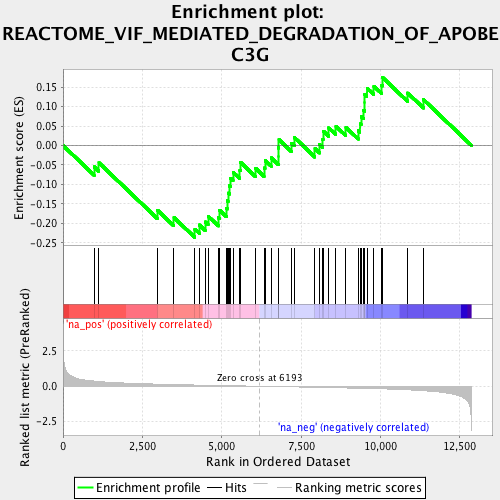 Enrichment plot:
REACTOME_VIF_MEDIATED_DEGRADATION_OF_APOBE
C3G
Enrichment score (ES)
0.15
0.10
0.05
0.00
-0.05
-0.10
-0.15
-0.20
-0.25
'na_pos' (positively correlated)
Ranked list metric (PreRanked)
2.5
0.0
-2.5
Zero cross at 6193
'na_neg' (negatively correlated)
0
2,500
5,000
7,500
10,000
12,500
Rank in Ordered Dataset
Enrichment profile
Hits
Ranking metric scores